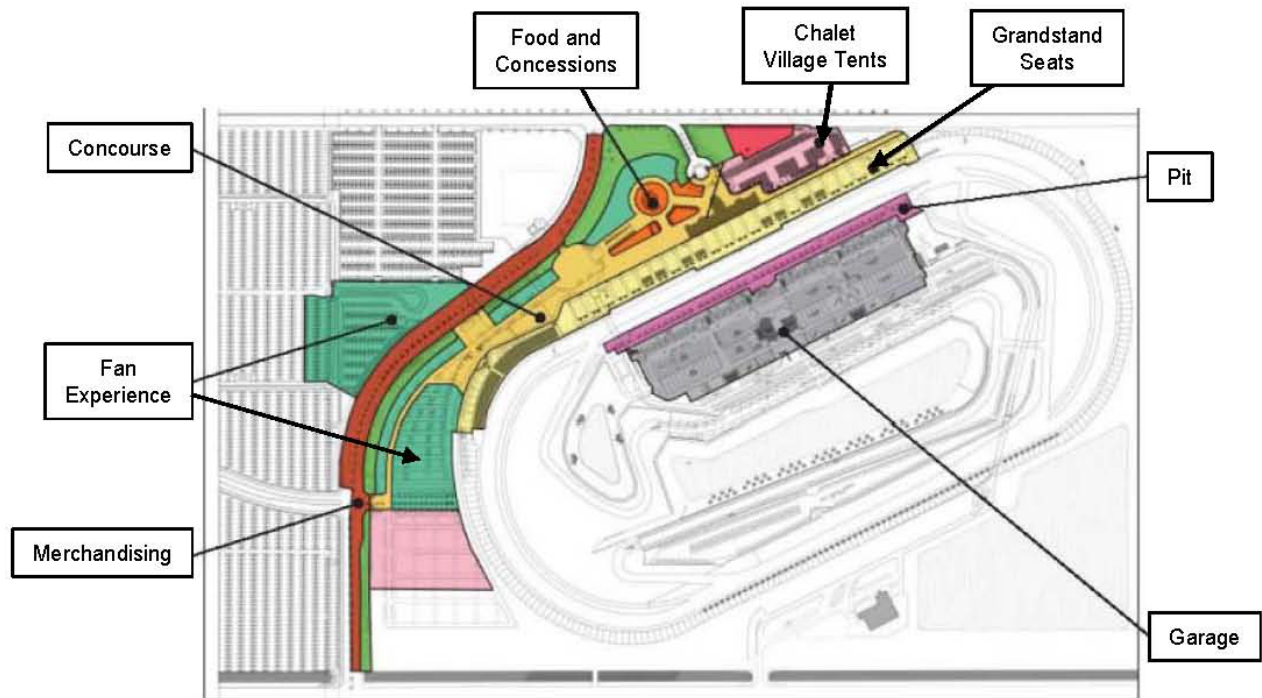 Food and
Concessions
Chalet
Village Tents
Grandstand
Seats
Concourse
Pit
Fan
Experience
Merchandising
Garage